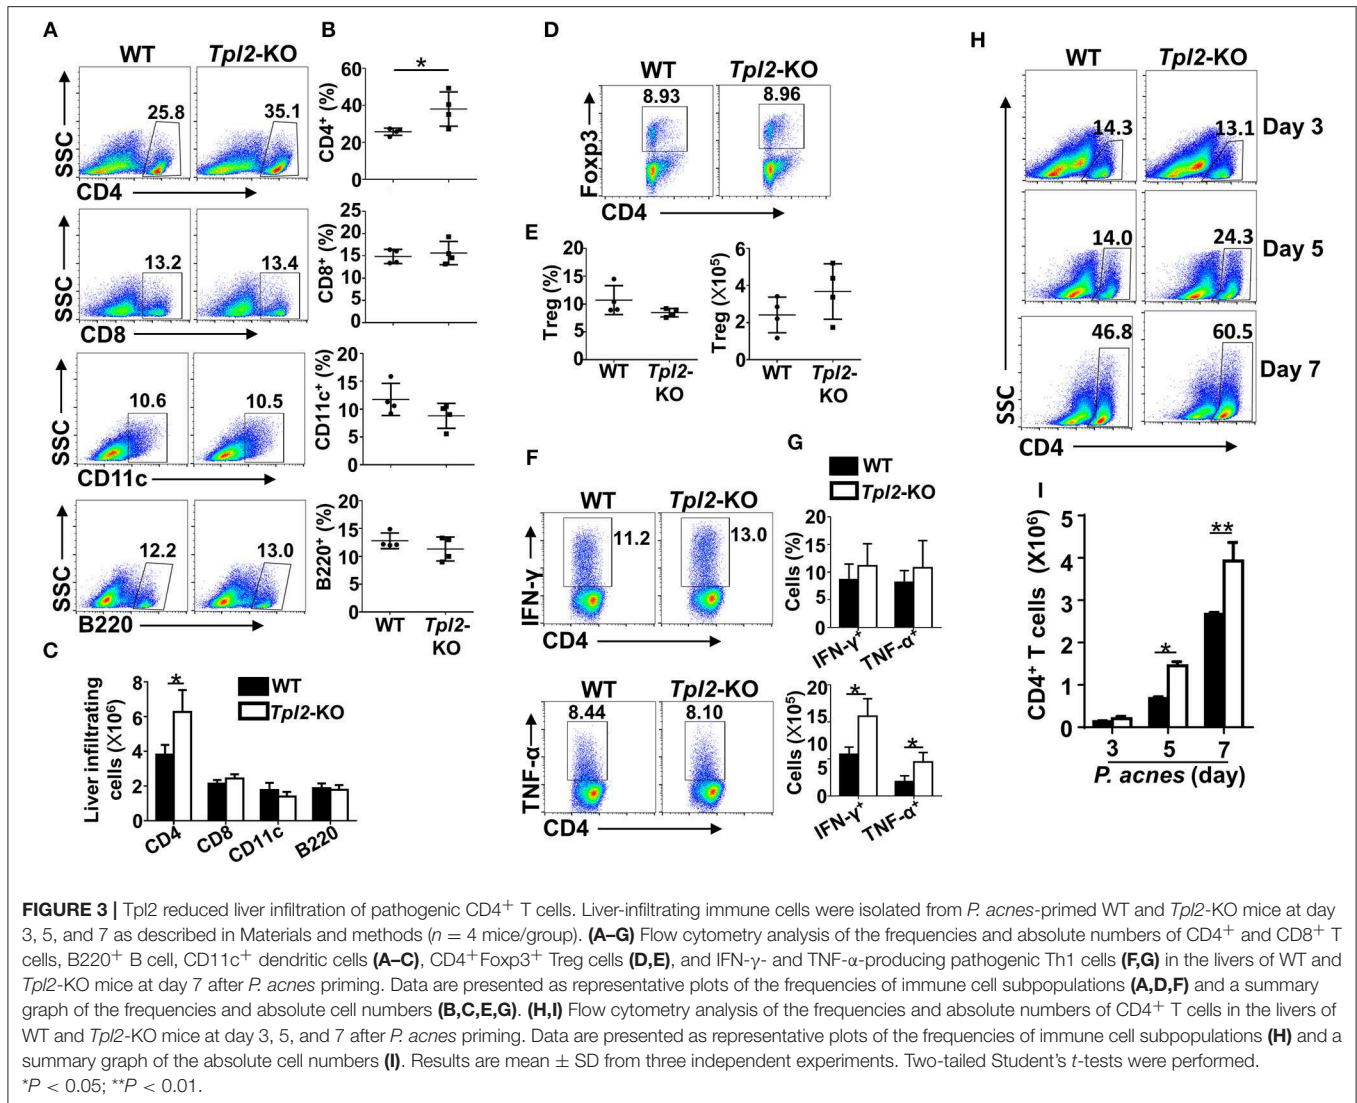 A
WT Tpl2-KO
SSC
25.8 35.1
CD4
SSC
13.2 13.4
CD8
SSC
10.6 10.5
CD11c
SSC
12.2 13.0
B220
B
*
CD4⁺ (%)
60
40
20
0
CD8⁺ (%)
25
20
15
10
5
0
CD11c⁺ (%)
20
15
10
5
0
B220⁺ (%)
20
15
10
5
0
WT Tpl2-
KO
C
WT
Tpl2-KO
*
Liver infiltrating
cells (X10⁶)
8
6
4
2
0
CD4 CD8 CD11c B220
D
WT Tpl2-KO
8.93 8.96
Foxp3
CD4
E
Treg (%)
20
15
10
5
0
WT Tpl2-
KO
Treg (X10⁵)
6
4
2
0
WT Tpl2-
KO
F
WT Tpl2-KO
IFN-γ
11.2 13.0
CD4
WT Tpl2-KO
8.44 8.10
TNF-α
CD4
G
WT
Tpl2-KO
Cells (%)
20
15
10
5
0
IFN-γ⁺ TNF-α⁺
* *
Cells (X10⁵)
20
15
10
5
0
IFN-γ⁺ TNF-α⁺
H
WT Tpl2-KO
14.3 13.1 Day 3
14.0 24.3 Day 5
46.8 60.5 Day 7
SSC
CD4
I
* **
CD4⁺ T cells (X10⁶)
5
4
3
2
1
0
3 5 7
P. acnes (day)
FIGURE 3 | Tpl2 reduced liver infiltration of pathogenic CD4⁺ T cells. Liver-infiltrating immune cells were isolated from P. acnes-primed WT and Tpl2-KO mice at day
3, 5, and 7 as described in Materials and methods (n = 4 mice/group). (A–G) Flow cytometry analysis of the frequencies and absolute numbers of CD4⁺ and CD8⁺ T
cells, B220⁺ B cell, CD11c⁺ dendritic cells (A–C), CD4⁺Foxp3⁺ Treg cells (D,E), and IFN-γ- and TNF-α-producing pathogenic Th1 cells (F,G) in the livers of WT and
Tpl2-KO mice at day 7 after P. acnes priming. Data are presented as representative plots of the frequencies of immune cell subpopulations (A,D,F) and a summary
graph of the frequencies and absolute cell numbers (B,C,E,G). (H,I) Flow cytometry analysis of the frequencies and absolute numbers of CD4⁺ T cells in the livers of
WT and Tpl2-KO mice at day 3, 5, and 7 after P. acnes priming. Data are presented as representative plots of the frequencies of immune cell subpopulations (H) and a
summary graph of the absolute cell numbers (I). Results are mean ± SD from three independent experiments. Two-tailed Student's t-tests were performed.
*P < 0.05; **P < 0.01.